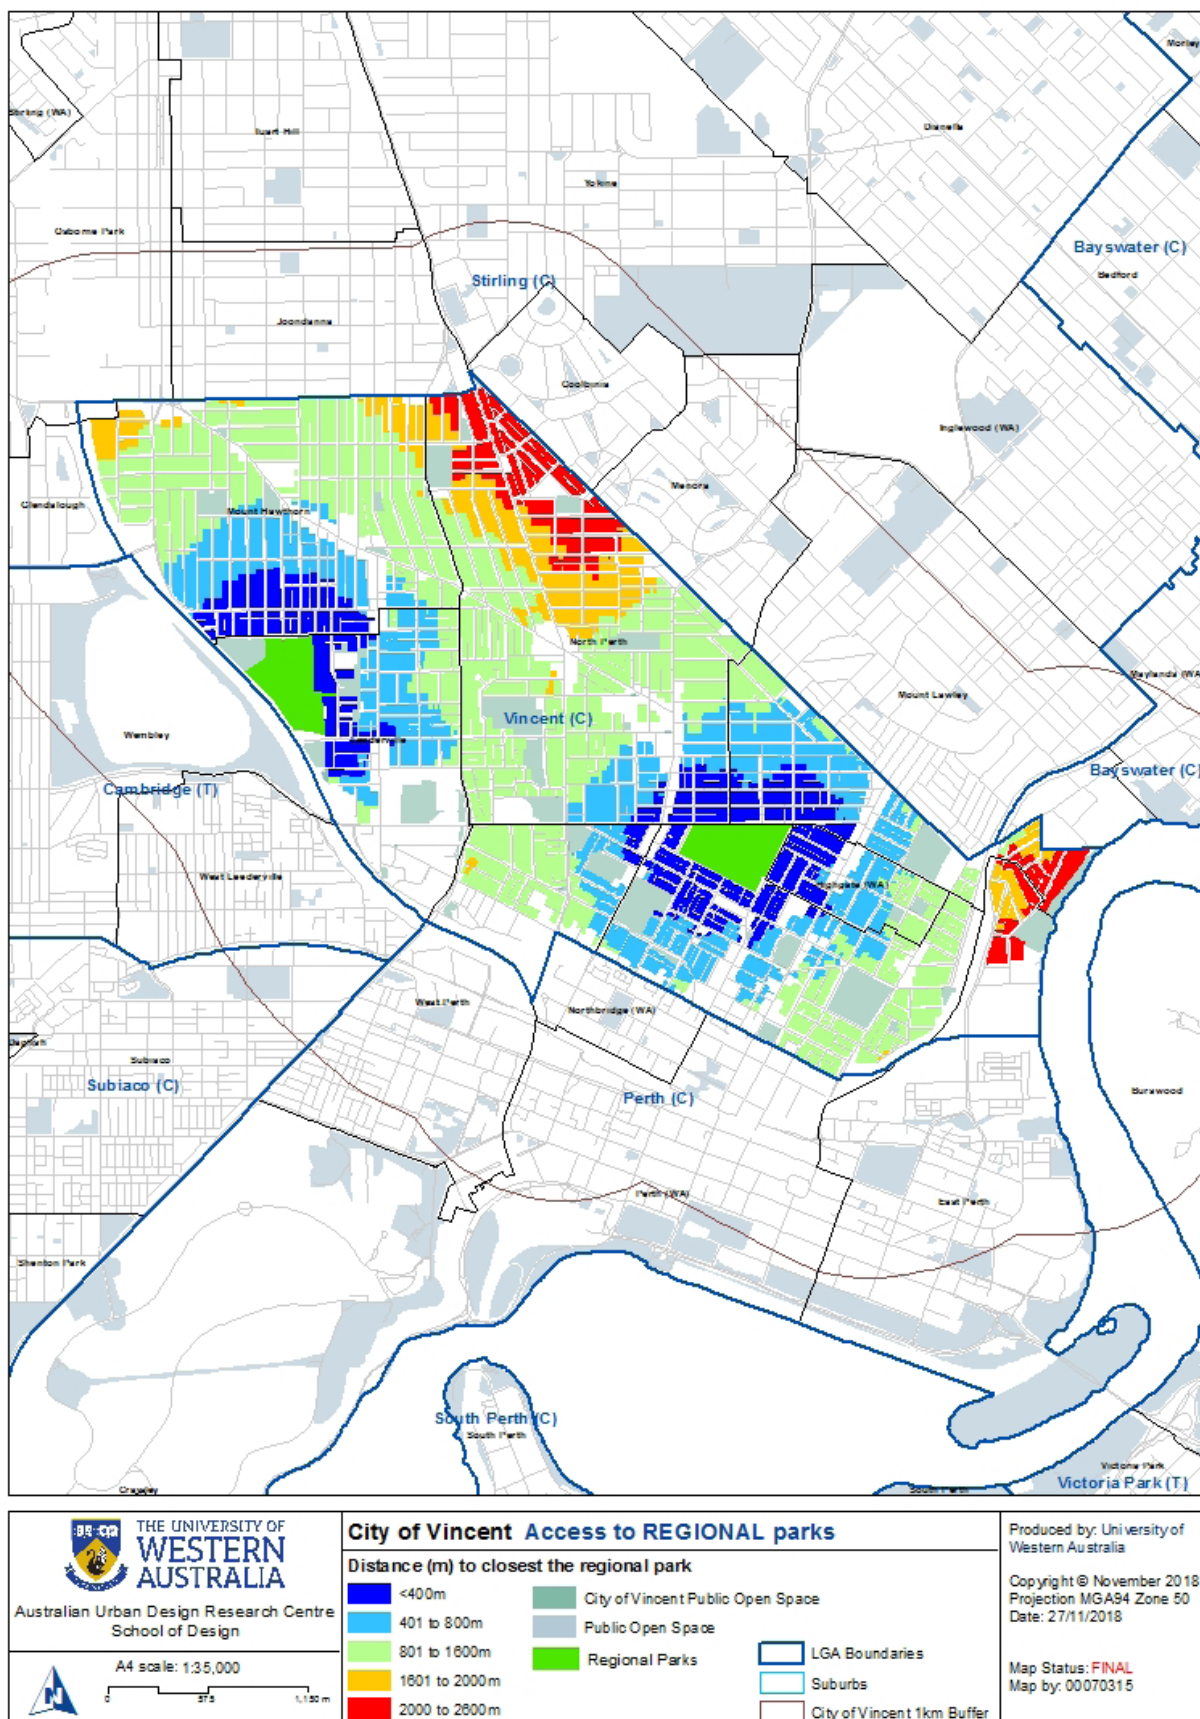 Morley
Stirling (WA)
Tuart Hill
Dianella
Yokine
Osborne Park
Bayswater (C)
Bedford
Stirling (C)
Joondanna
Coolbinia
Inglewood (WA)
Menora
Glendalough
Mount Hawthorn
North Perth
Maylands (WA
Mount Lawley
Vincent (C)
Wembley
Leederville
Bayswater (C)
Cambridge (T)
West Leederville
Highgate (WA)
West Perth
Northbridge (WA)
Daglish
Subiaco
Subiaco (C)
Perth (C)
Burswood
Perth (WA)
East Perth
Shenton Park
South Perth (C)
South Perth
Victoria Park
Victoria Park (T)
Crawley
South Perth
THE UNIVERSITY OF
WESTERN
AUSTRALIA
Australian Urban Design Research Centre
School of Design
A4 scale: 1:35,000
0 575 1,150 m
N
City of Vincent Access to REGIONAL parks
Distance (m) to closest the regional park
<400m
401 to 800m
801 to 1600m
1601 to 2000m
2000 to 2600m
City of Vincent Public Open Space
Public Open Space
Regional Parks
LGA Boundaries
Suburbs
City of Vincent 1km Buffer
Produced by: University of
Western Australia
Copyright © November 2018
Projection MGA94 Zone 50
Date: 27/11/2018
Map Status: FINAL
Map by: 00070315